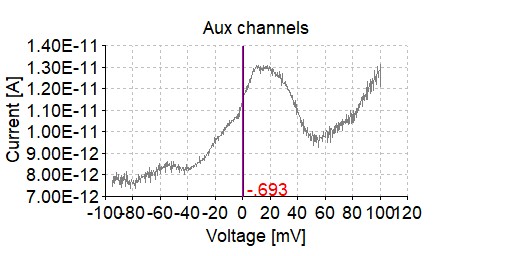 Aux channels
1.40E-11
1.30E-11
1.20E-11
1.10E-11
1.00E-11
9.00E-12
8.00E-12
7.00E-12
Current [A]
-.693
-100 -80 -60 -40 -20 0 20 40 60 80 100 120
Voltage [mV]